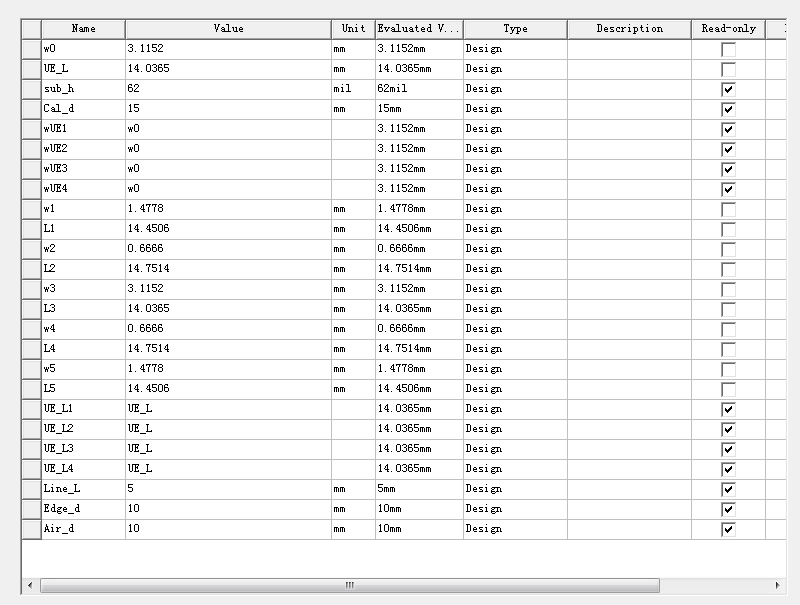 Name Value Unit Evaluated V... Type Description Read-only
w0 3.1152 mm 3.1152mm Design
UE_L 14.0365 mm 14.0365mm Design
sub_h 62 mil 62mil Design
Cal_d 15 mm 15mm Design
wUE1 w0 3.1152mm Design
wUE2 w0 3.1152mm Design
wUE3 w0 3.1152mm Design
wUE4 w0 3.1152mm Design
w1 1.4778 mm 1.4778mm Design
L1 14.4506 mm 14.4506mm Design
w2 0.6666 mm 0.6666mm Design
L2 14.7514 mm 14.7514mm Design
w3 3.1152 mm 3.1152mm Design
L3 14.0365 mm 14.0365mm Design
w4 0.6666 mm 0.6666mm Design
L4 14.7514 mm 14.7514mm Design
w5 1.4778 mm 1.4778mm Design
L5 14.4506 mm 14.4506mm Design
UE_L1 UE_L 14.0365mm Design
UE_L2 UE_L 14.0365mm Design
UE_L3 UE_L 14.0365mm Design
UE_L4 UE_L 14.0365mm Design
Line_L 5 mm 5mm Design
Edge_d 10 mm 10mm Design
Air_d 10 mm 10mm Design